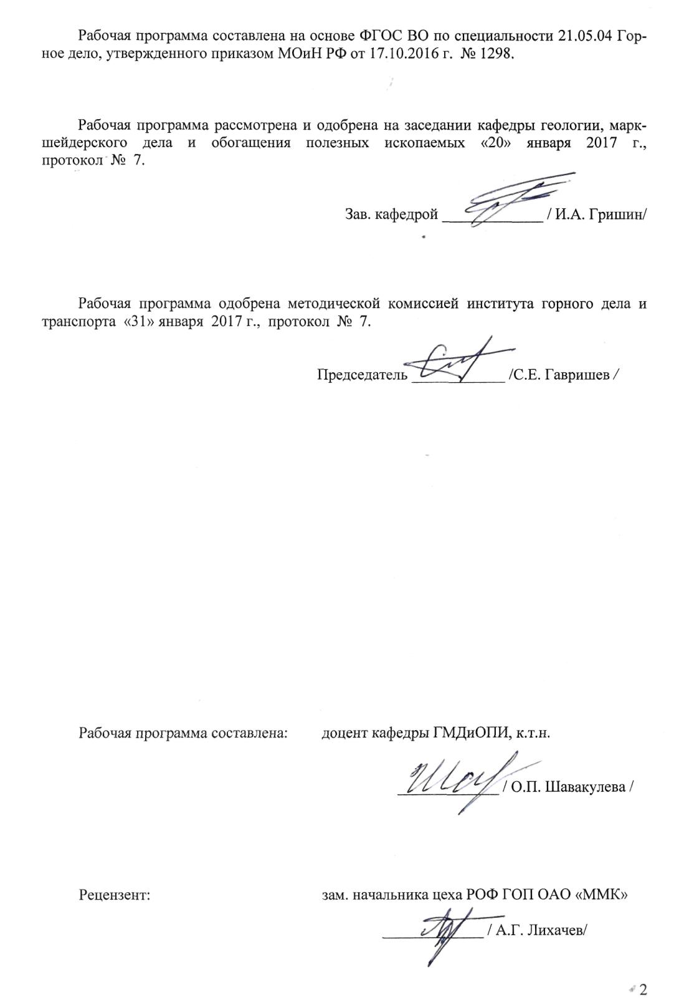 Рабочая программа составлена на основе ФГОС ВО по специальности 21.05.04 Гор-
ное дело, утвержденного приказом МОиН РФ от 17.10.2016 г. № 1298.
Рабочая программа рассмотрена и одобрена на заседании кафедры геологии, марк-
шейдерского дела и обогащения полезных ископаемых «20» января 2017 г.,
протокол № 7.
Зав. кафедрой _____________ / И.А. Гришин/
Рабочая программа одобрена методической комиссией института горного дела и
транспорта «31» января 2017 г., протокол № 7.
Председатель ____________ /С.Е. Гавришев /
Рабочая программа составлена: доцент кафедры ГМДиОПИ, к.т.н.
_____________ / О.П. Шавакулева /
Рецензент: зам. начальника цеха РОФ ГОП ОАО «ММК»
_____________ / А.Г. Лихачев/
2